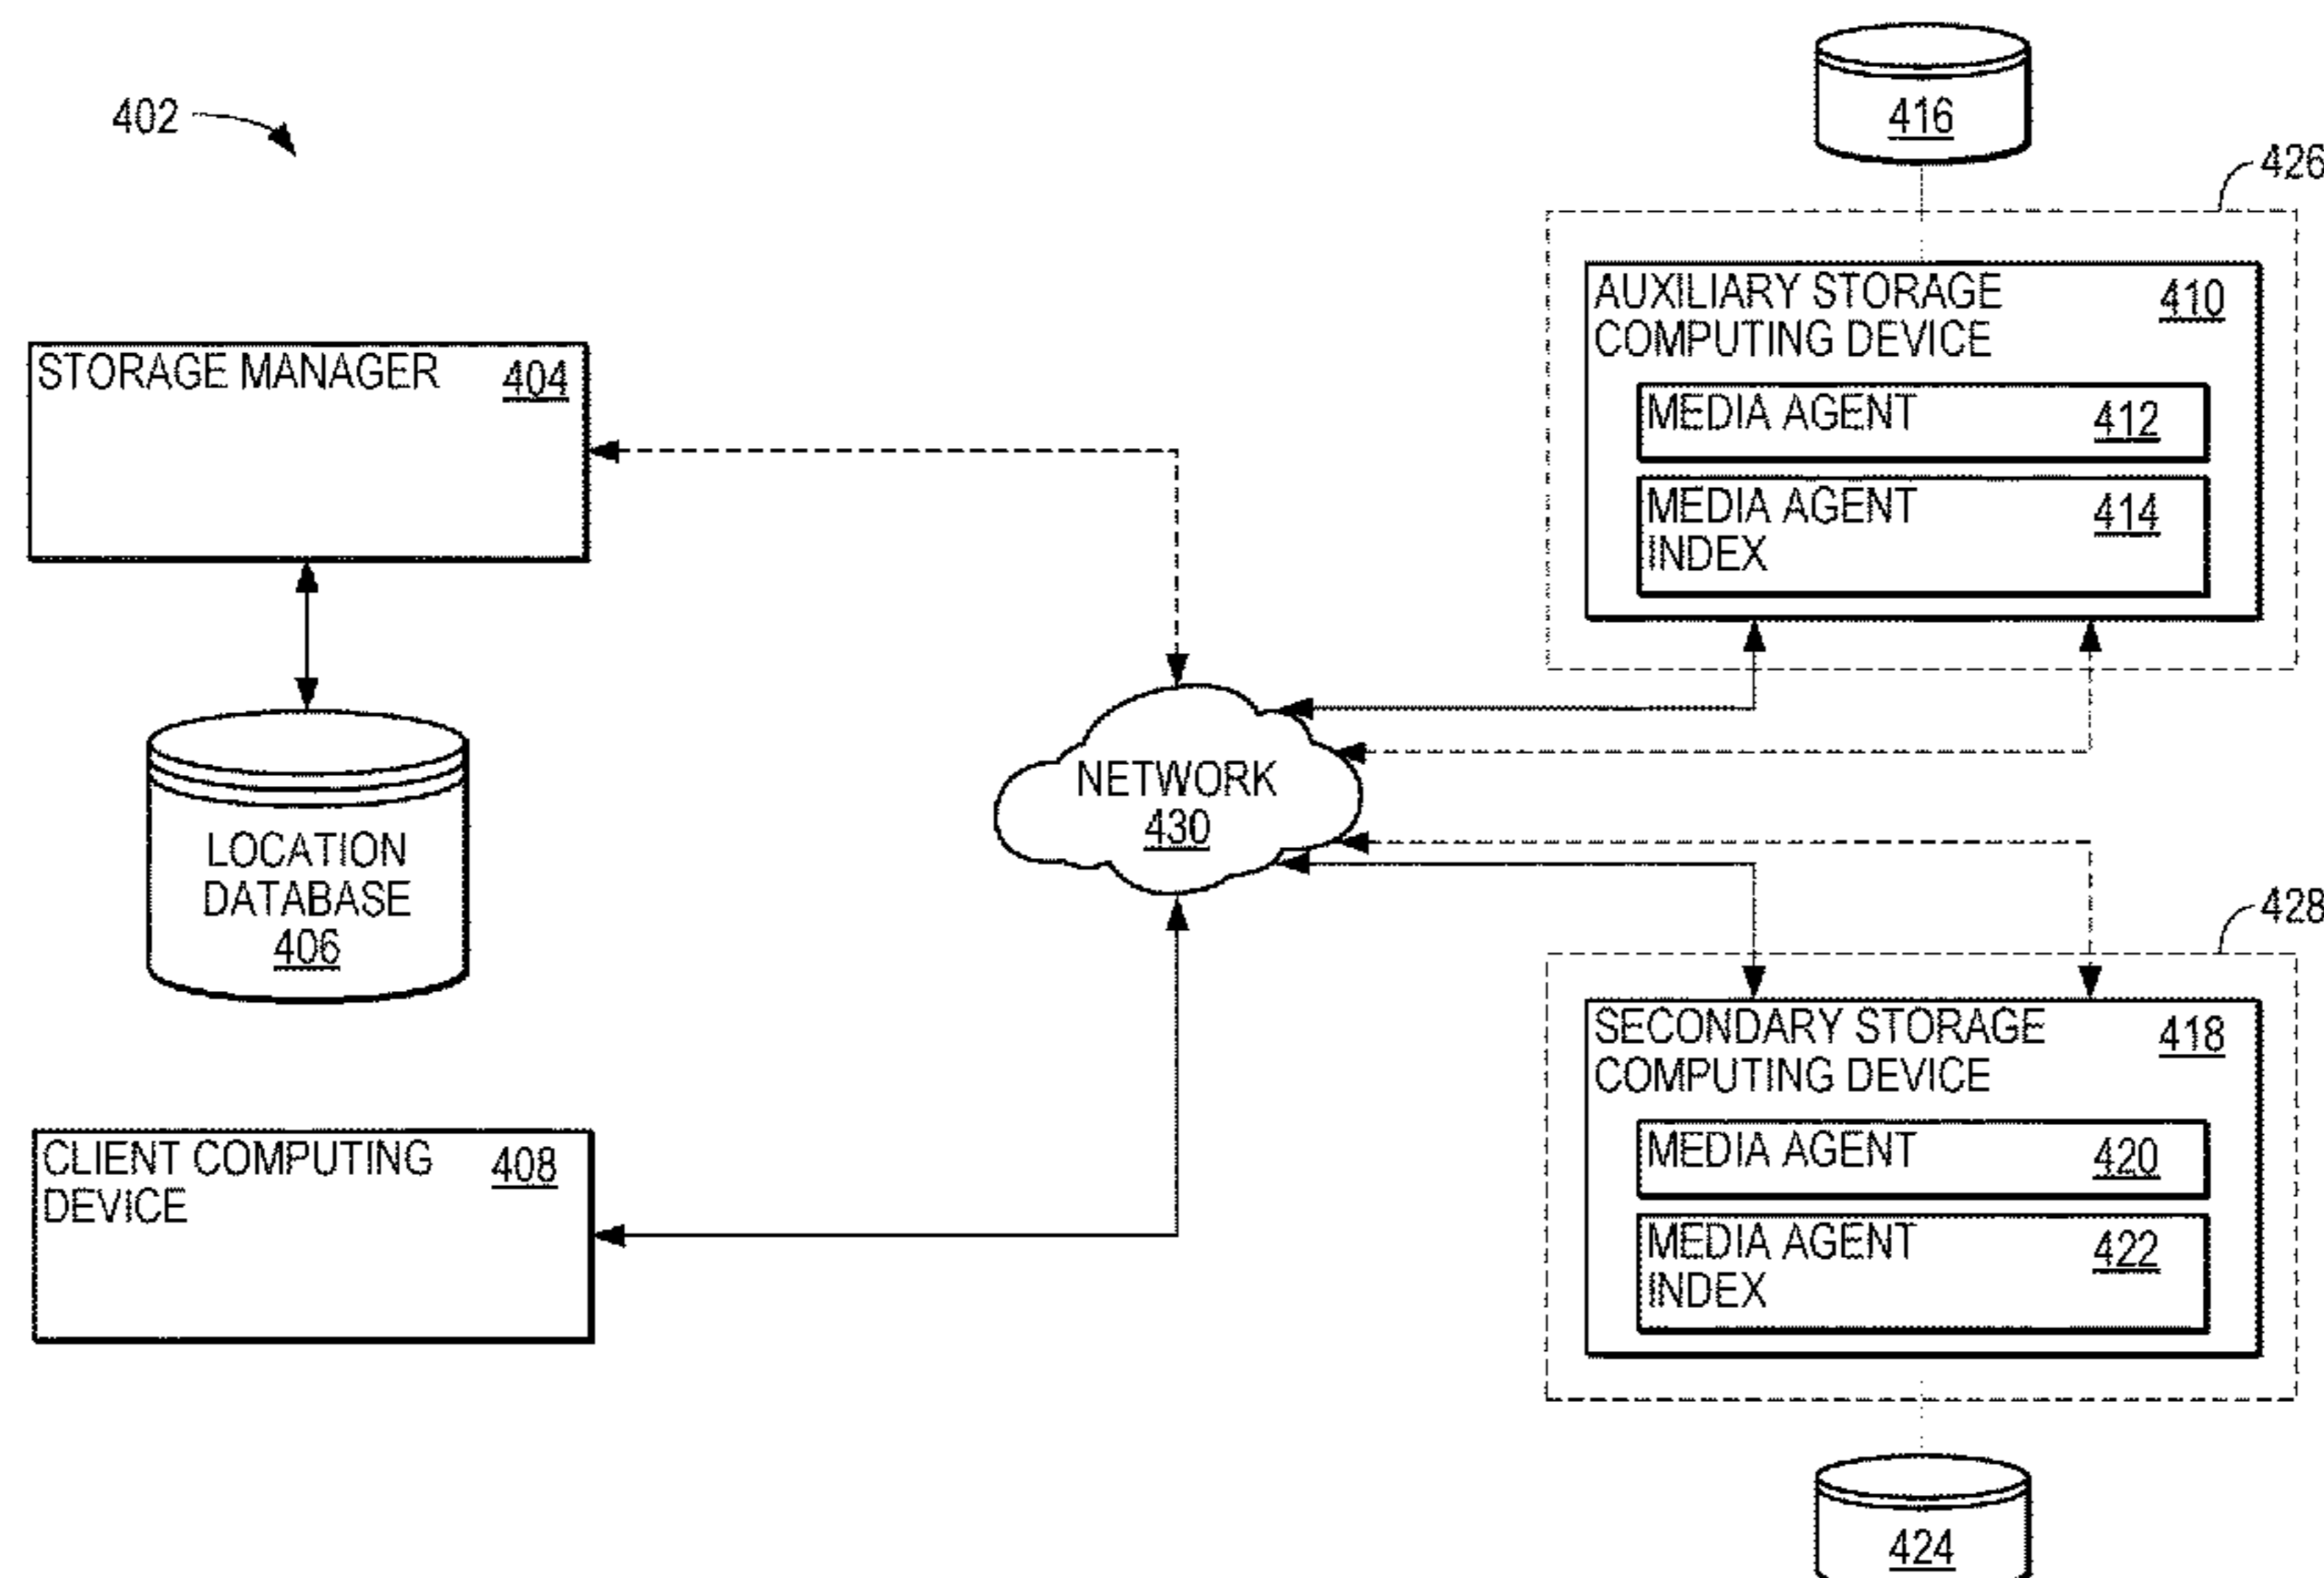 402
416
426
AUXILIARY STORAGE 410
COMPUTING DEVICE
MEDIA AGENT 412
MEDIA AGENT 414
INDEX
STORAGE MANAGER 404
LOCATION
DATABASE
406
NETWORK
430
CLIENT COMPUTING 408
DEVICE
428
SECONDARY STORAGE 418
COMPUTING DEVICE
MEDIA AGENT 420
MEDIA AGENT 422
INDEX
424